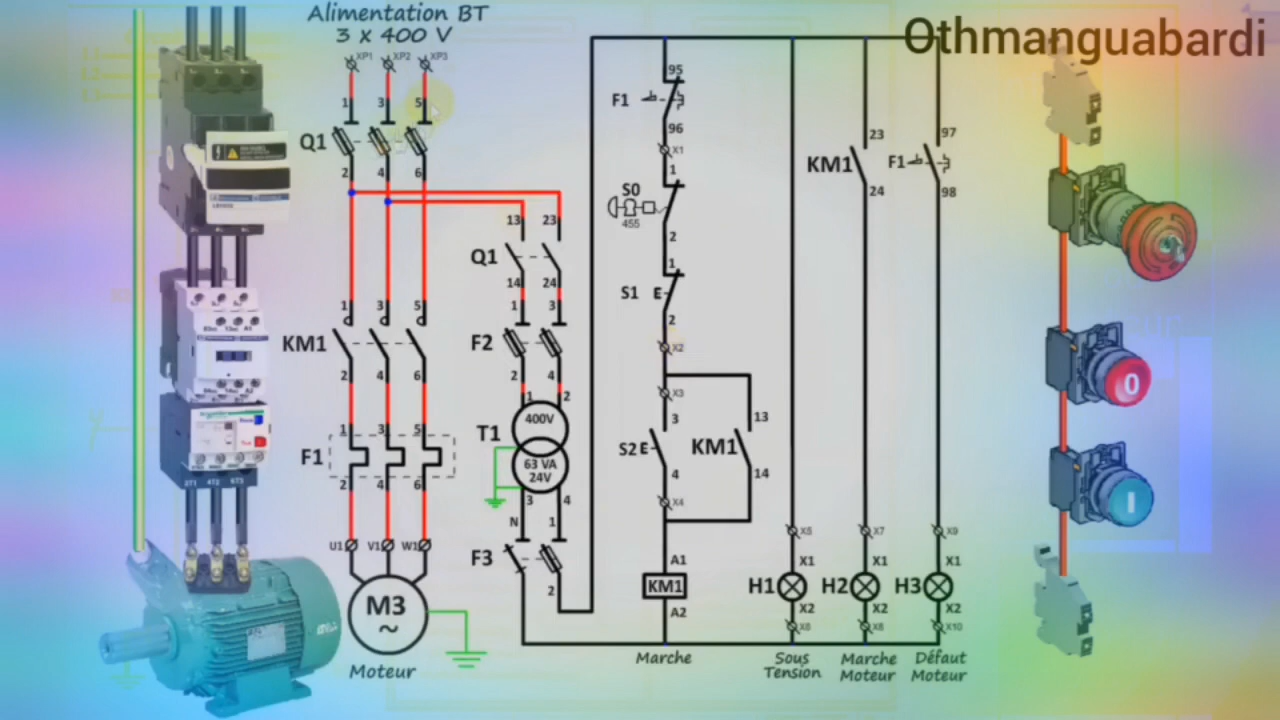 Alimentation BT
3 x 400 V
Othmanguabardi
XP1 XP2 XP3
1 3 5
Q1
2 4 6
13 23
Q1
14 24
1 3 5
KM1
2 4 6
1 3
F2
2 4
1 2
400V
T1
63 VA
24V
3 4
N 1
F3
2
1 3 5
F1
2 4 6
U1 V1 W1
M3
~
Moteur
95
F1
96
X1
1
S0
455
2
1
S1 E
2
X2
X3
3 13
S2 E KM1
4 14
X4
A1
KM1
A2
Marche
X5
X1
H1
X2
X6
Sous
Tension
23
KM1
24
X7
X1
H2
X2
X8
Marche
Moteur
97
F1
98
X9
X1
H3
X2
X10
Défaut
Moteur
0
I